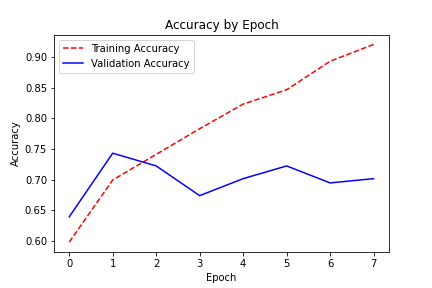 Accuracy by Epoch
Training Accuracy
Validation Accuracy
0.90
0.85
0.80
0.75
0.70
0.65
0.60
Accuracy
0 1 2 3 4 5 6 7
Epoch